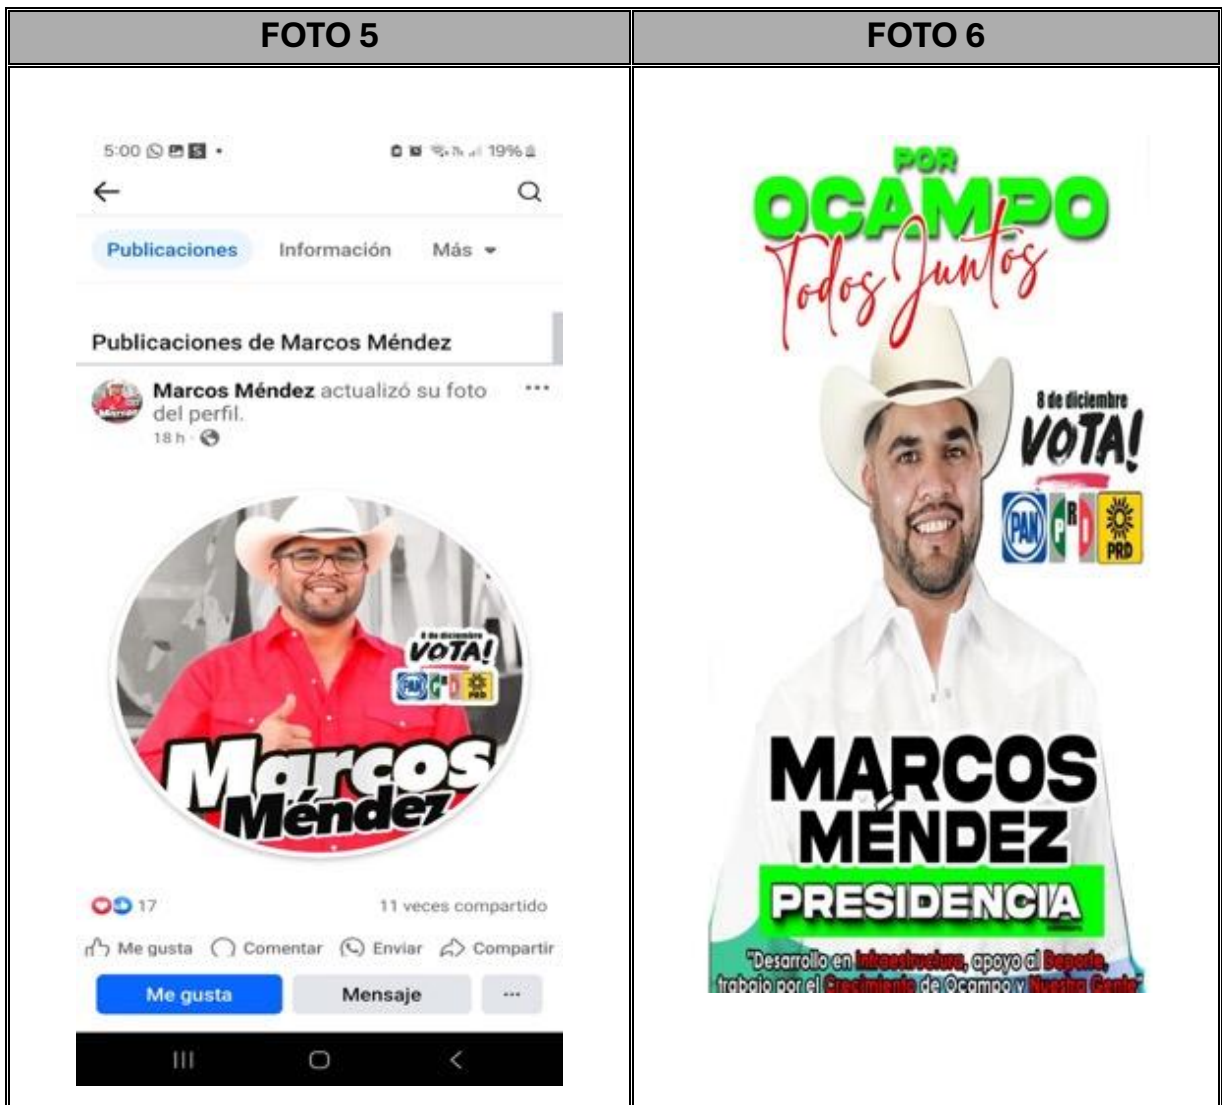 FOTO 5
5:00
19%
Publicaciones Información Más
Publicaciones de Marcos Méndez
Marcos Méndez actualizó su foto
del perfil.
18 h
8 de diciembre
VOTA!
PAN PRD
Marcos
Méndez
17
11 veces compartido
Me gusta Comentar Enviar Compartir
Me gusta Mensaje
FOTO 6
POR
OCAMPO
Todos Juntos
8 de diciembre
VOTA!
PAN PRI PRD
MARCOS
MÉNDEZ
PRESIDENCIA
"Desarrollo en Infraestructura, apoyo al Deporte,
trabajo por el Crecimiento de Ocampo y Nuestra Gente"